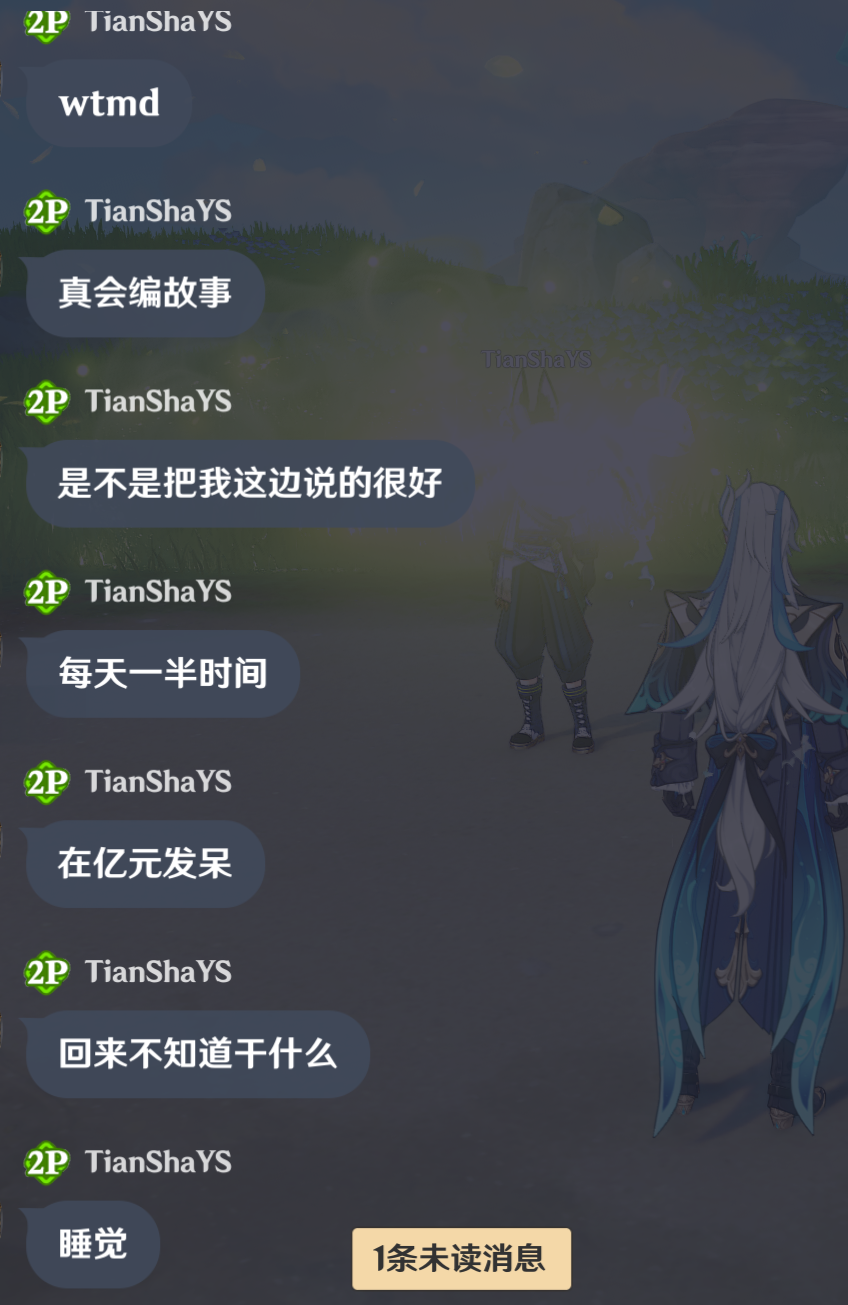 2P TianShaYS
wtmd
2P TianShaYS
真会编故事
2P TianShaYS
TianShaYS
是不是把我这边说的很好
2P TianShaYS
每天一半时间
2P TianShaYS
在亿元发呆
2P TianShaYS
回来不知道干什么
2P TianShaYS
睡觉
1条未读消息